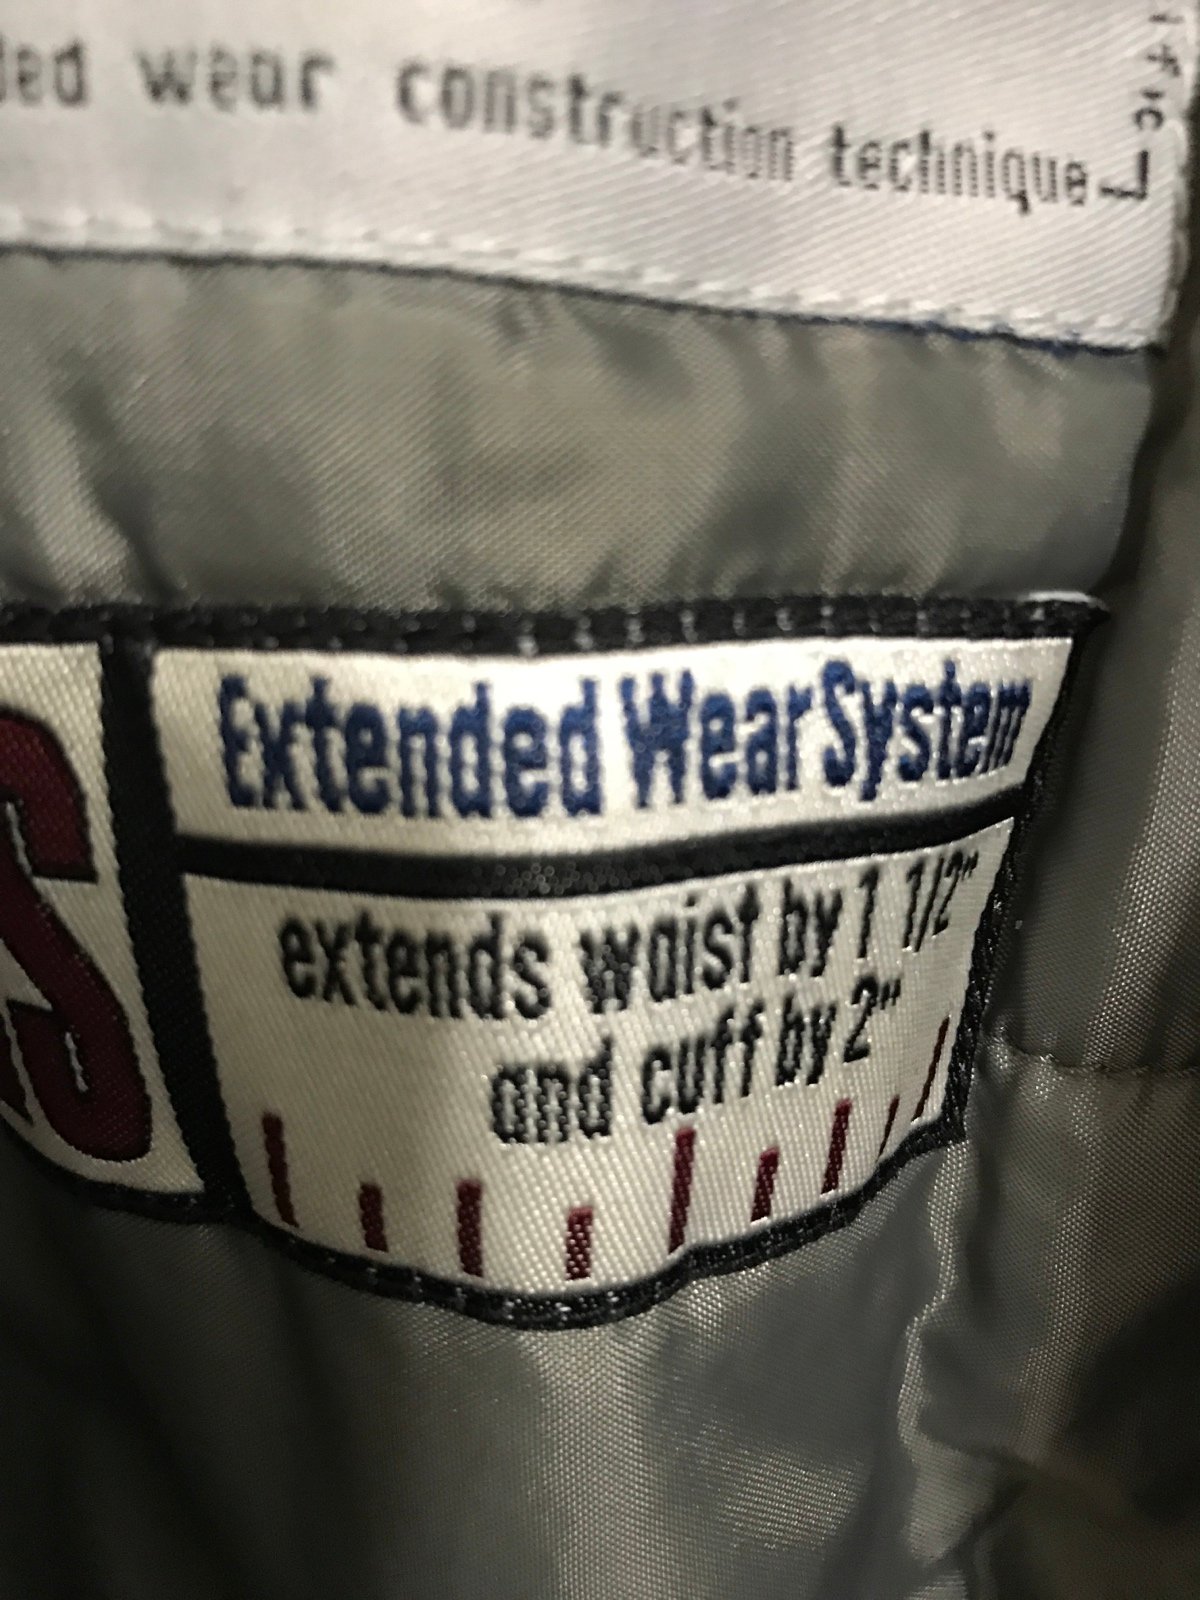 wear construction technique
S
Extended Wear System
extends waist by 1 1/2"
and cuff by 2"